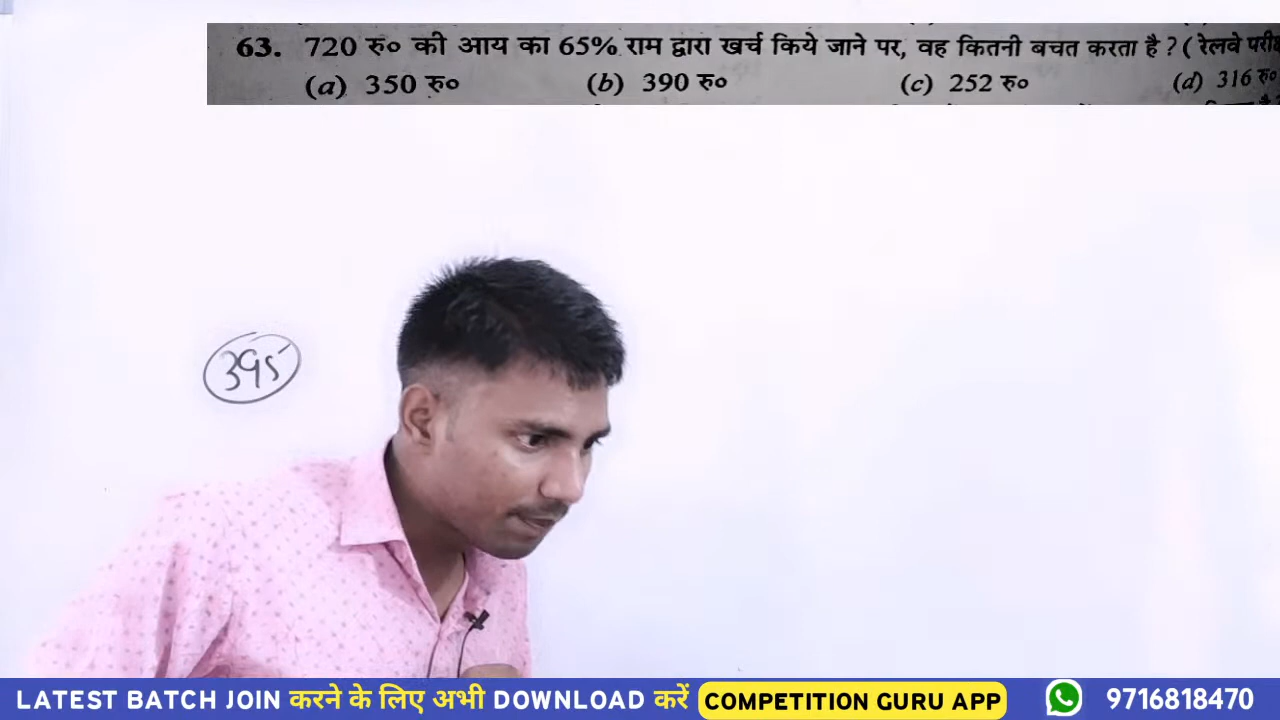 63. 720 रु० की आय का 65% राम द्वारा खर्च किये जाने पर, वह कितनी बचत करता है ? ( रेलवे
(a) 350 रु० (b) 390 रु० (c) 252 रु० (d) 316 रु०
395
LATEST BATCH JOIN करने के लिए अभी DOWNLOAD करें COMPETITION GURU APP 9716818470